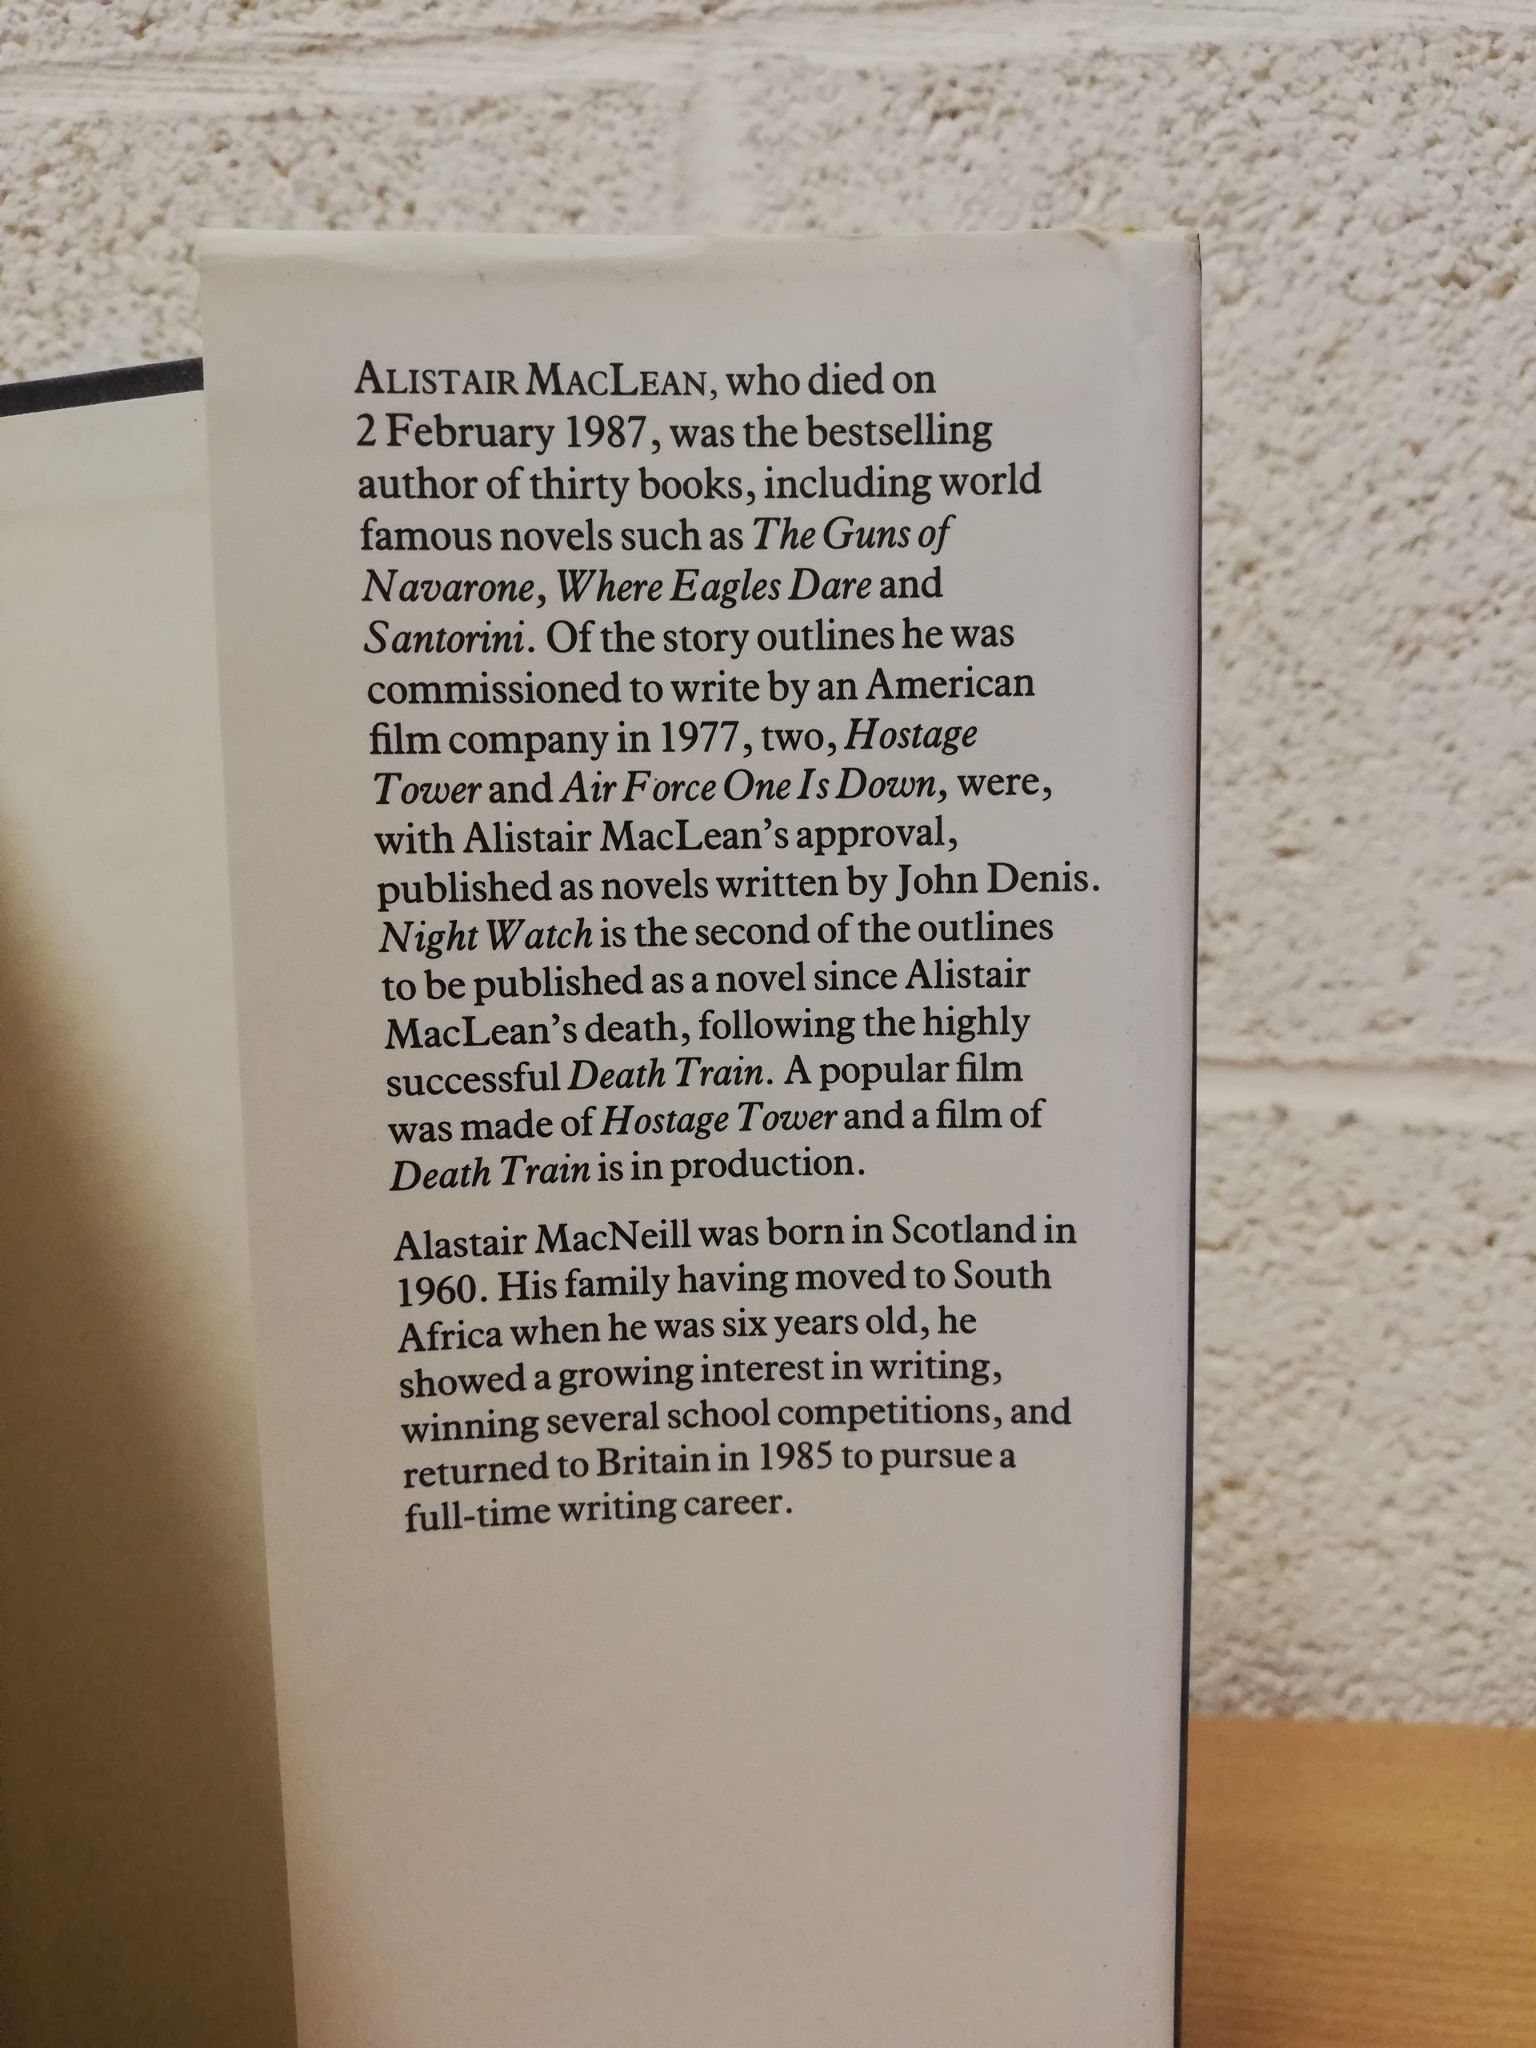 ALISTAIR MACLEAN, who died on
2 February 1987, was the bestselling
author of thirty books, including world
famous novels such as The Guns of
Navarone, Where Eagles Dare and
Santorini. Of the story outlines he was
commissioned to write by an American
film company in 1977, two, Hostage
Tower and Air Force One Is Down, were,
with Alistair MacLean's approval,
published as novels written by John Denis.
Night Watch is the second of the outlines
to be published as a novel since Alistair
MacLean's death, following the highly
successful Death Train. A popular film
was made of Hostage Tower and a film of
Death Train is in production.
Alastair MacNeill was born in Scotland in
1960. His family having moved to South
Africa when he was six years old, he
showed a growing interest in writing,
winning several school competitions, and
returned to Britain in 1985 to pursue a
full-time writing career.